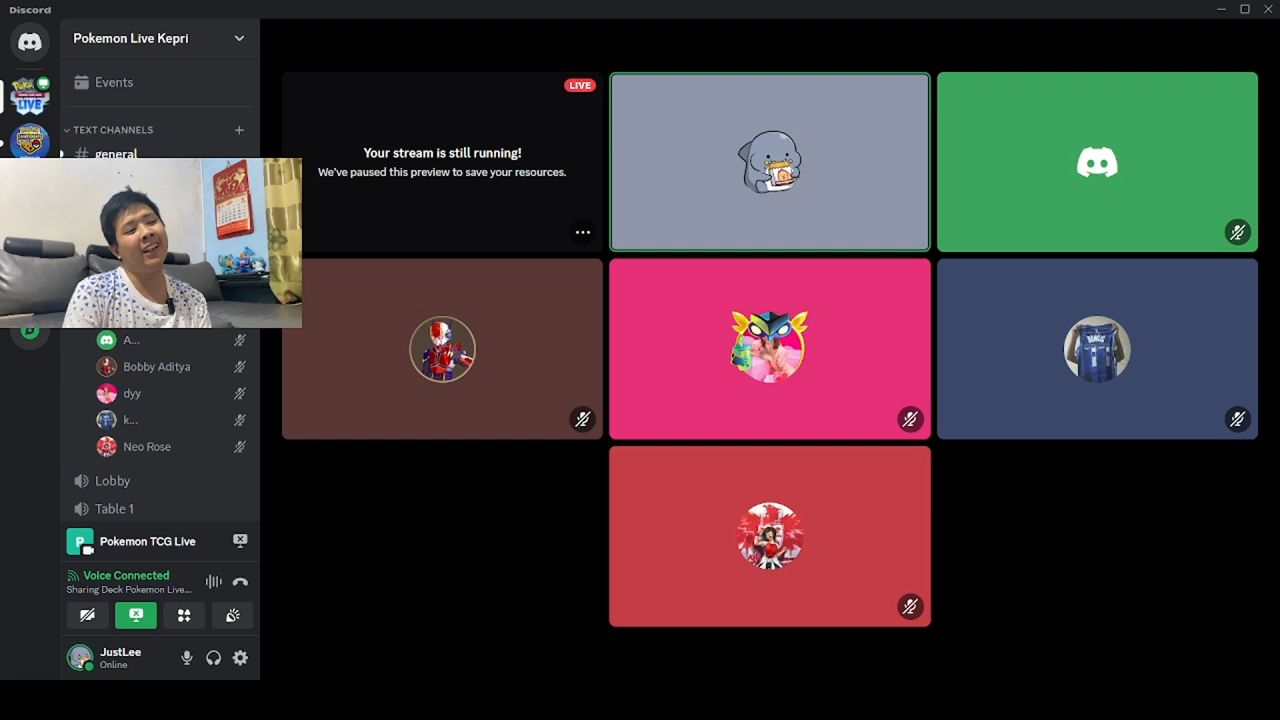 Discord
Pokemon Live Kepri
Events
TEXT CHANNELS
general
A...
Bobby Aditya
dyy
k...
Neo Rose
Lobby
Table 1
Pokemon TCG Live
Voice Connected
Sharing Deck Pokemon Live...
JustLee
Online
LIVE
Your stream is still running!
We've paused this preview to save your resources.
LIVE